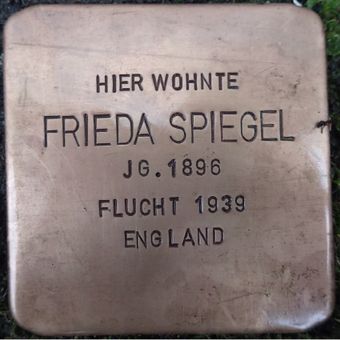 HIER WOHNTE
FRIEDA SPIEGEL
JG. 1896
FLUCHT 1939
ENGLAND